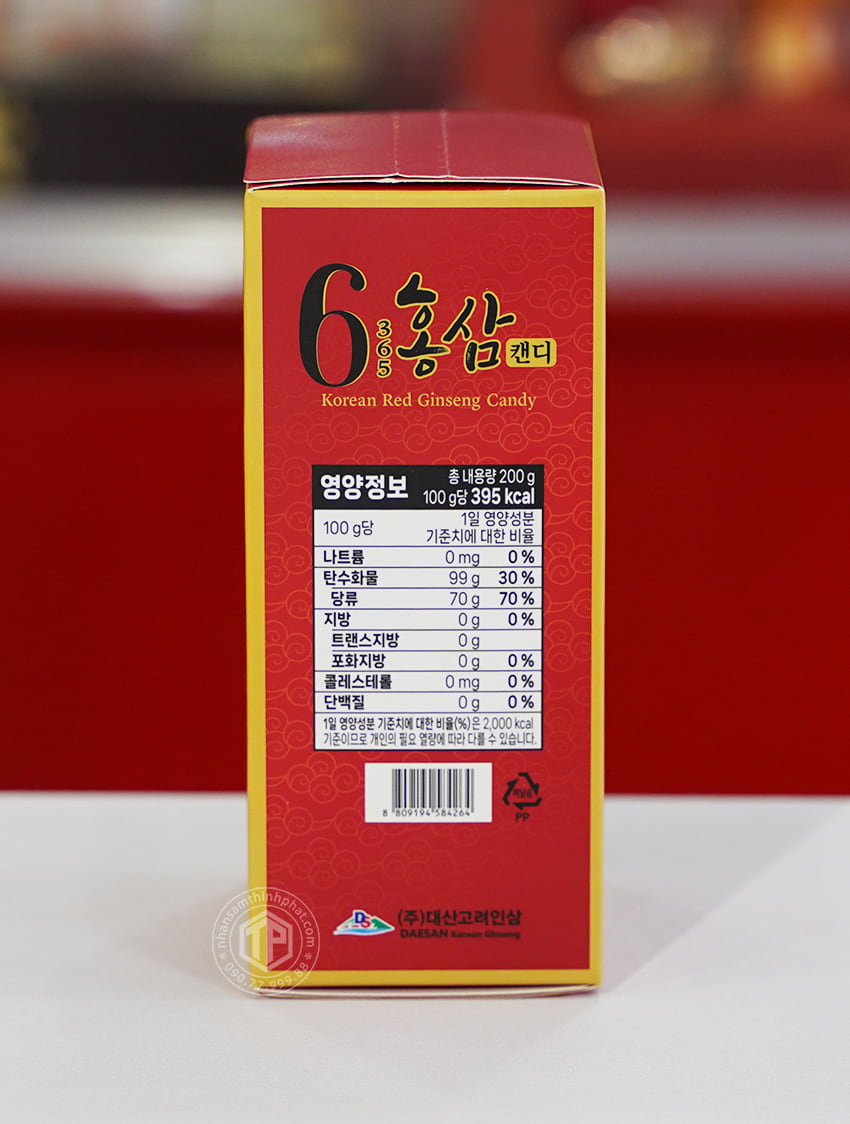 6 365 홍삼 캔디
Korean Red Ginseng Candy
영양정보
총 내용량 200 g
100 g당 395 kcal
100 g당
1일 영양성분
기준치에 대한 비율
나트륨 0 mg 0 %
탄수화물 99 g 30 %
당류 70 g 70 %
지방 0 g 0 %
트랜스지방 0 g
포화지방 0 g 0 %
콜레스테롤 0 mg 0 %
단백질 0 g 0 %
1일 영양성분 기준치에 대한 비율(%)은 2,000 kcal
기준이므로 개인의 필요 열량에 따라 다를 수 있습니다.
8 809194 584264
PP
DS
(주)대산고려인삼
DAESAN Korean Ginseng
nhansamthinhphat.com
090.77.999.88